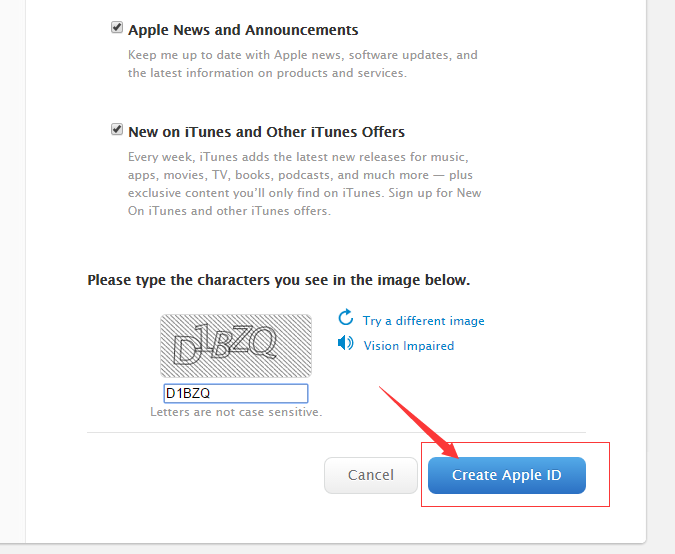 Apple News and Announcements
Keep me up to date with Apple news, software updates, and
the latest information on products and services.
New on iTunes and Other iTunes Offers
Every week, iTunes adds the latest new releases for music,
apps, movies, TV, books, podcasts, and much more — plus
exclusive content you'll only find on iTunes. Sign up for New
On iTunes and other iTunes offers.
Please type the characters you see in the image below.
D1BZQ
Try a different image
Vision Impaired
D1BZQ
Letters are not case sensitive.
Cancel
Create Apple ID